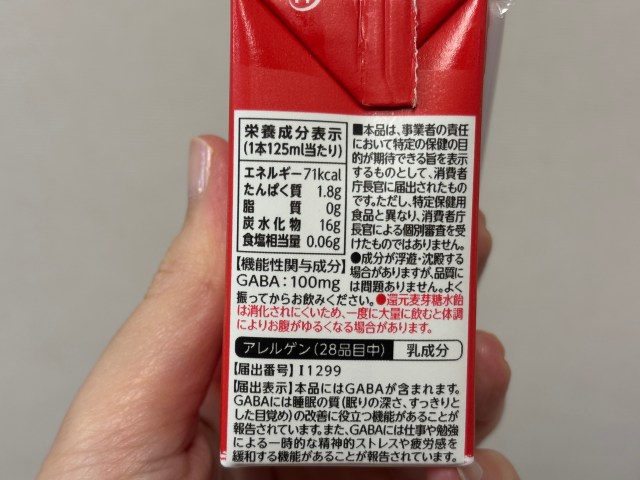 栄養成分表示
(1本125ml当たり)
エネルギー71kcal
たんぱく質 1.8g
脂質 0g
炭水化物 16g
食塩相当量 0.06g
【機能性関与成分】
GABA:100mg
■本品は、事業者の責任
において特定の保健の目
的が期待できる旨を表示
するものとして、消費者
庁長官に届出されたもの
です。ただし、特定保健用
食品と異なり、消費者庁
長官による個別審査を受
けたものではありません。
●成分が浮遊・沈殿する
場合がありますが、品質に
は問題ありません。よく
振ってからお飲みください。●還元麦芽糖水飴
は消化されにくいため、一度に大量に飲むと体調
によりお腹がゆるくなる場合があります。
アレルゲン(28品目中) 乳成分
【届出番号】I1299
【届出表示】本品にはGABAが含まれます。
GABAには睡眠の質(眠りの深さ、すっきりと
した目覚め)の改善に役立つ機能があることが
報告されています。また、GABAには仕事や勉強
による一時的な精神的ストレスや疲労感を
緩和する機能があることが報告されています。